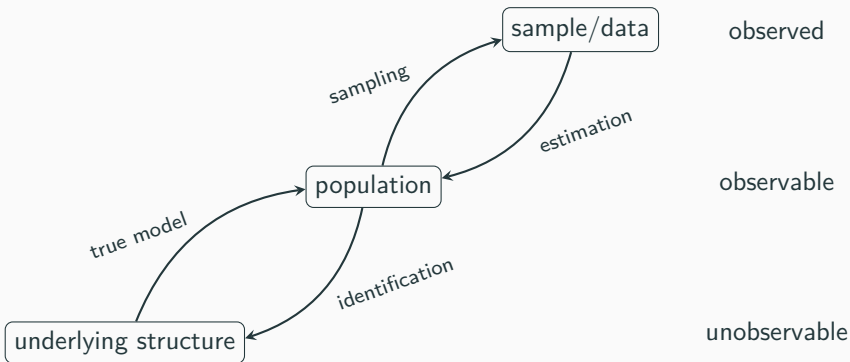 sample/data
observed
sampling
estimation
population
observable
true model
identification
underlying structure
unobservable